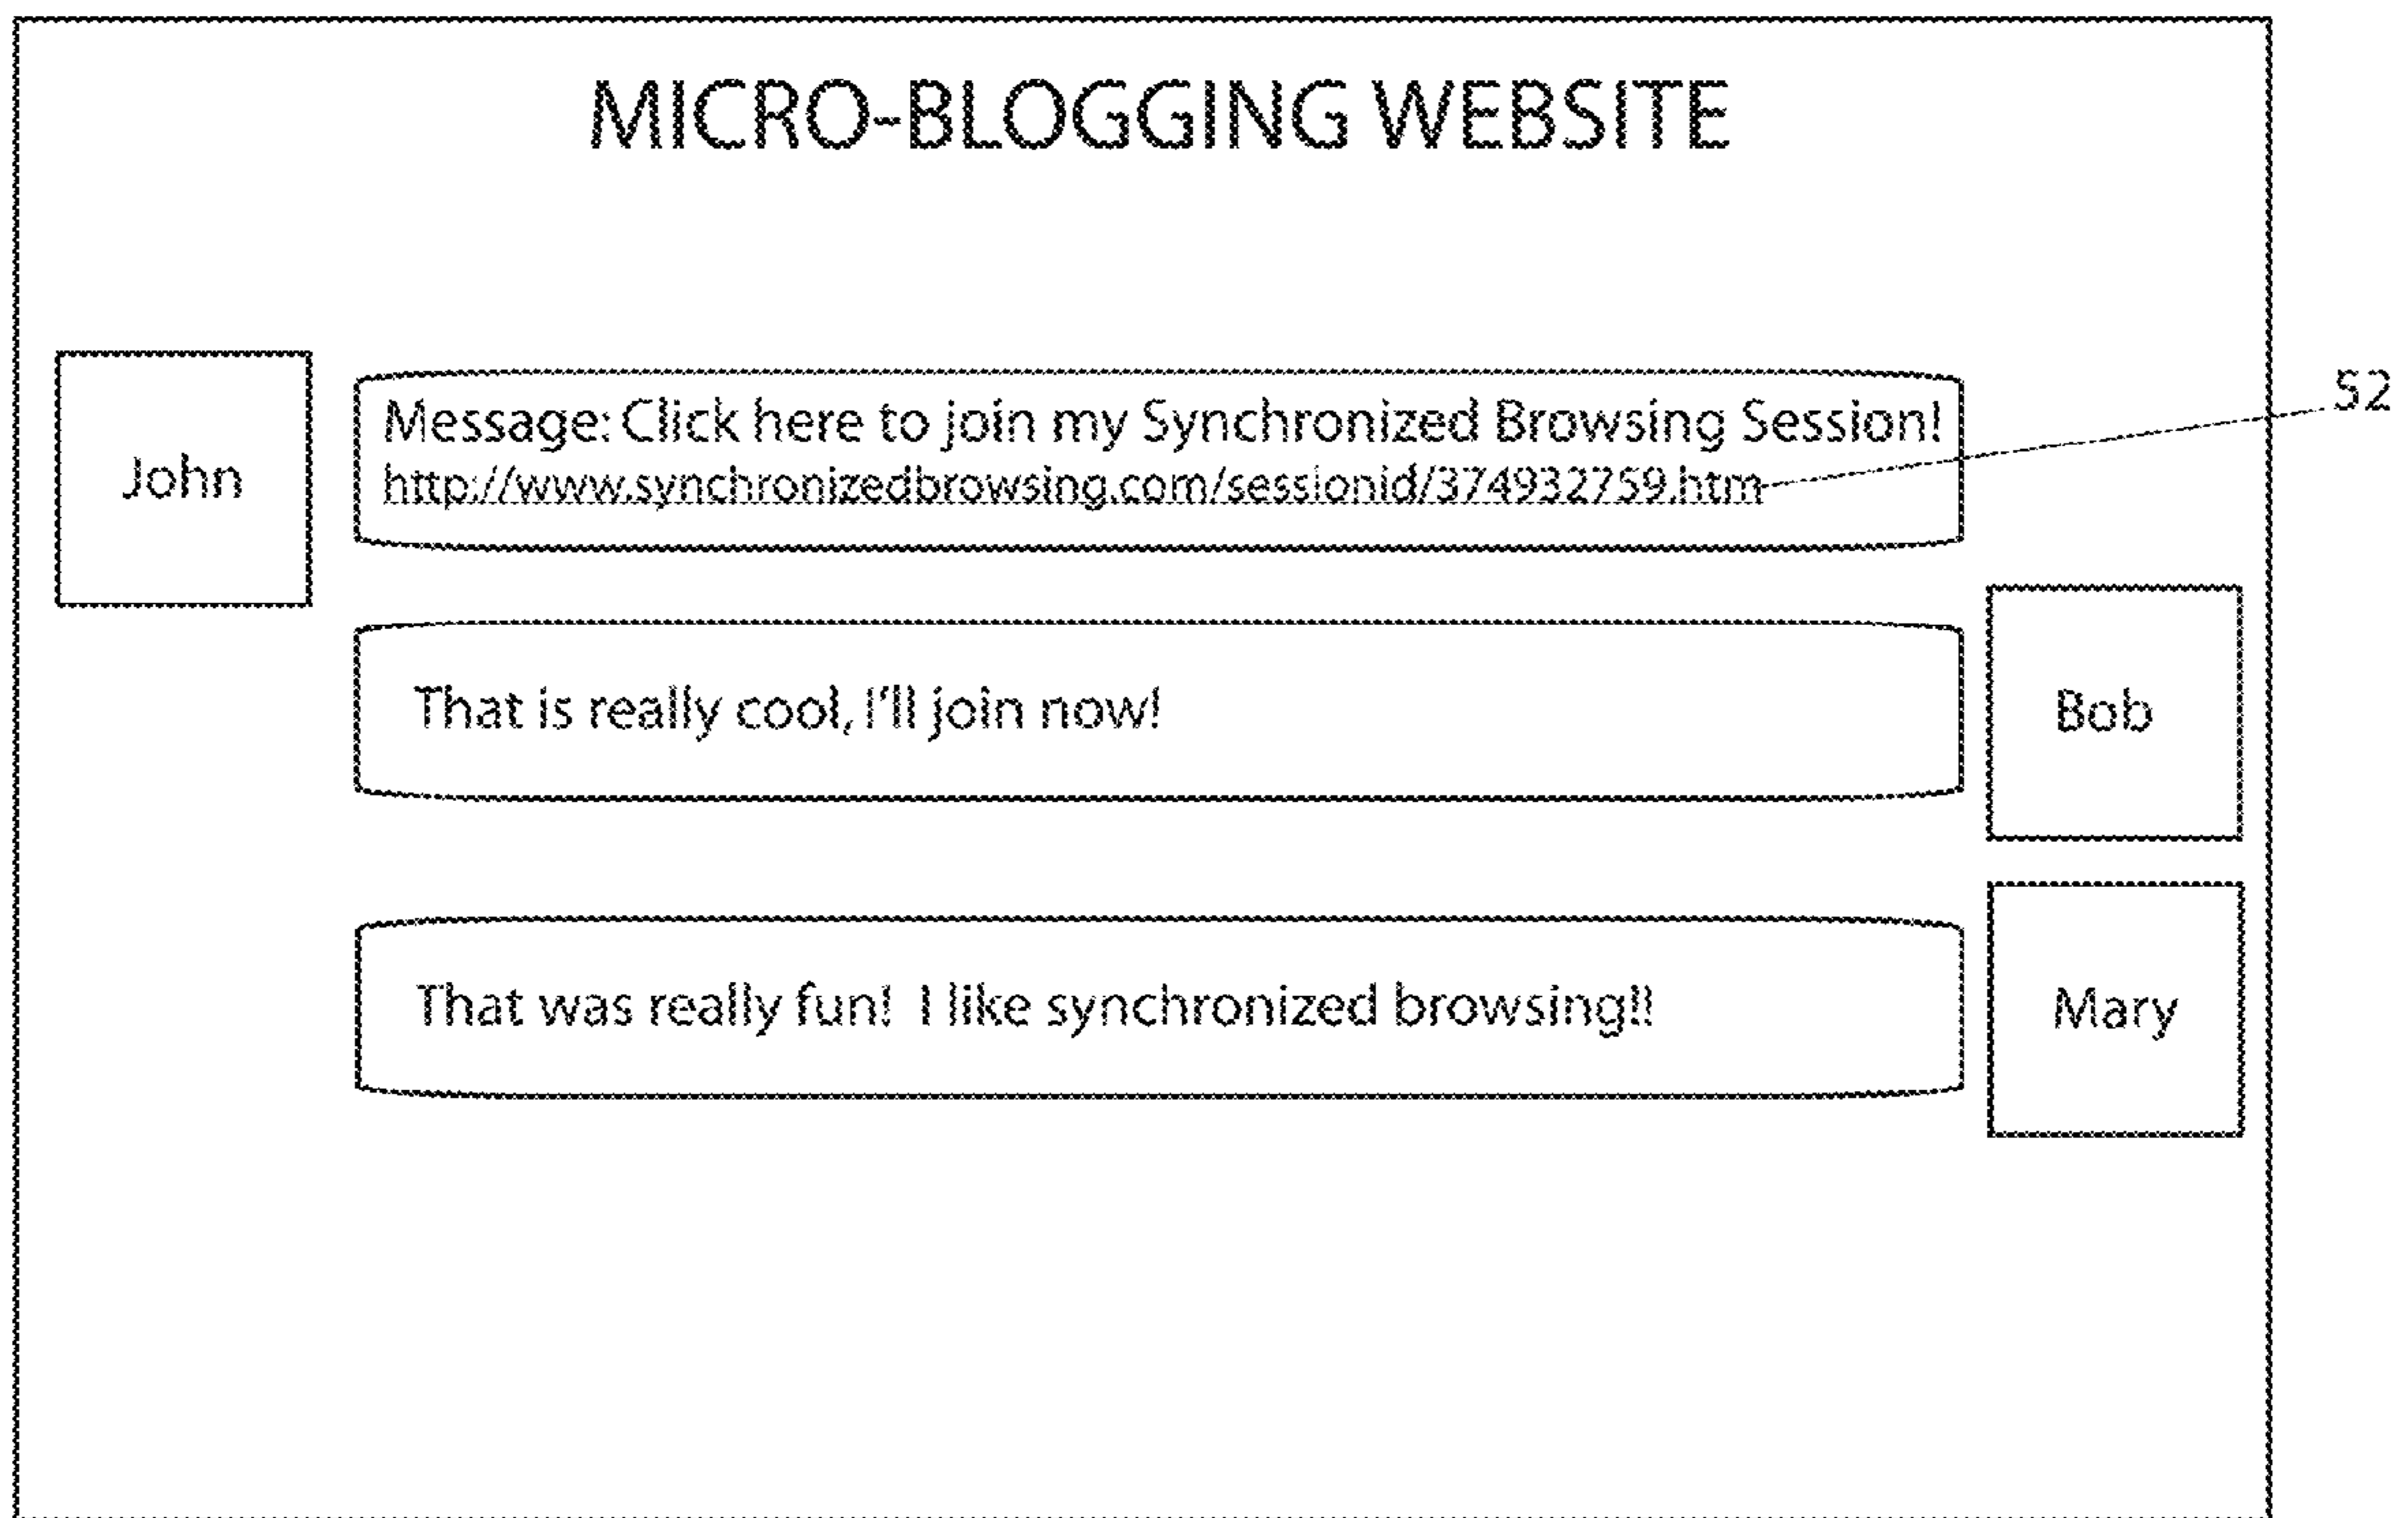 MICRO-BLOGGING WEBSITE
John
Message: Click here to join my Synchronized Browsing Session!
http://www.synchronizedbrowsing.com/sessionid/374932759.htm
52
That is really cool, I'll join now!
Bob
That was really fun!  I like synchronized browsing!!
Mary